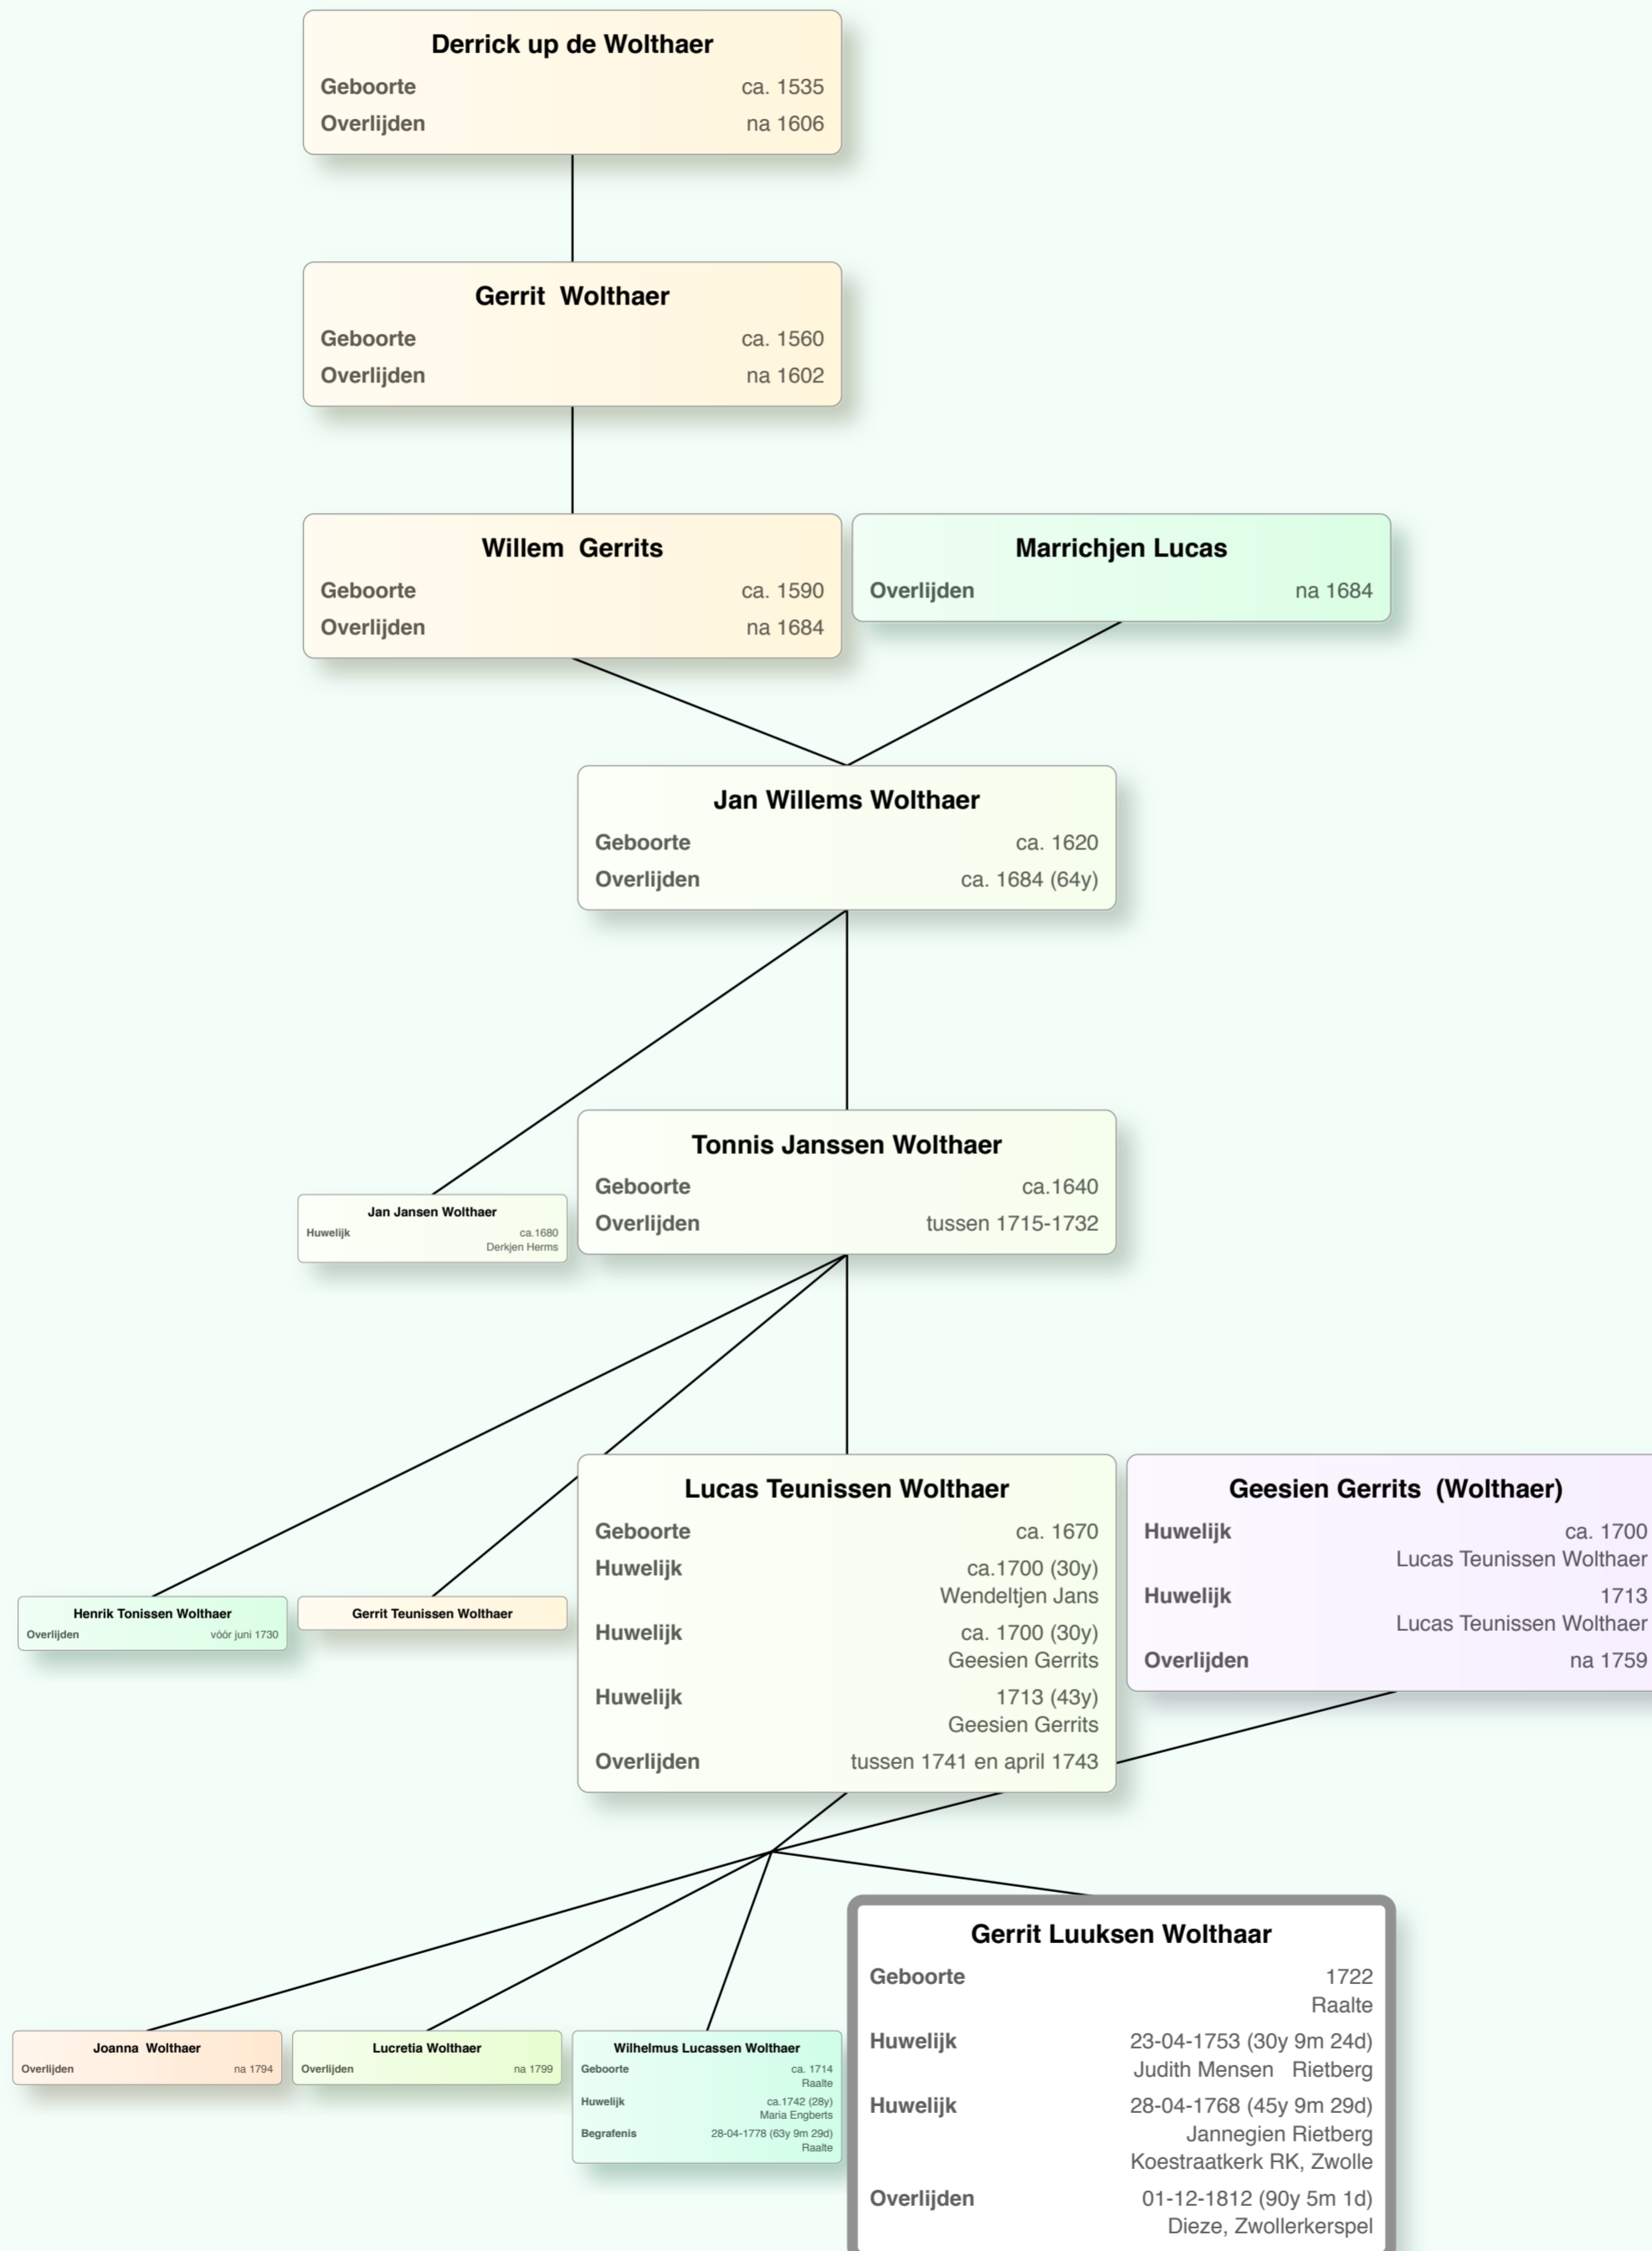 Derrick up de Wolthaer
Geboorte ca. 1535
Overlijden na 1606
Gerrit  Wolthaer
Geboorte ca. 1560
Overlijden na 1602
Willem  Gerrits
Geboorte ca. 1590
Overlijden na 1684
Marrichjen Lucas
Overlijden na 1684
Jan Willems Wolthaer
Geboorte ca. 1620
Overlijden ca. 1684 (64y)
Jan Jansen Wolthaer
Huwelijk ca.1680
Derkjen Herms
Tonnis Janssen Wolthaer
Geboorte ca.1640
Overlijden tussen 1715-1732
Henrik Tonissen Wolthaer
Overlijden vóór juni 1730
Gerrit Teunissen Wolthaer
Lucas Teunissen Wolthaer
Geboorte ca. 1670
Huwelijk ca.1700 (30y)
Wendeltjen Jans
Huwelijk ca. 1700 (30y)
Geesien Gerrits
Huwelijk 1713 (43y)
Geesien Gerrits
Overlijden tussen 1741 en april 1743
Geesien Gerrits  (Wolthaer)
Huwelijk ca. 1700
Lucas Teunissen Wolthaer
Huwelijk 1713
Lucas Teunissen Wolthaer
Overlijden na 1759
Joanna  Wolthaer
Overlijden na 1794
Lucretia Wolthaer
Overlijden na 1799
Wilhelmus Lucassen Wolthaer
Geboorte ca. 1714
Raalte
Huwelijk ca.1742 (28y)
Maria Engberts
Begrafenis 28-04-1778 (63y 9m 29d)
Raalte
Gerrit Luuksen Wolthaar
Geboorte 1722
Raalte
Huwelijk 23-04-1753 (30y 9m 24d)
Judith Mensen   Rietberg
Huwelijk 28-04-1768 (45y 9m 29d)
Jannegien Rietberg
Koestraatkerk RK, Zwolle
Overlijden 01-12-1812 (90y 5m 1d)
Dieze, Zwollerkerspel